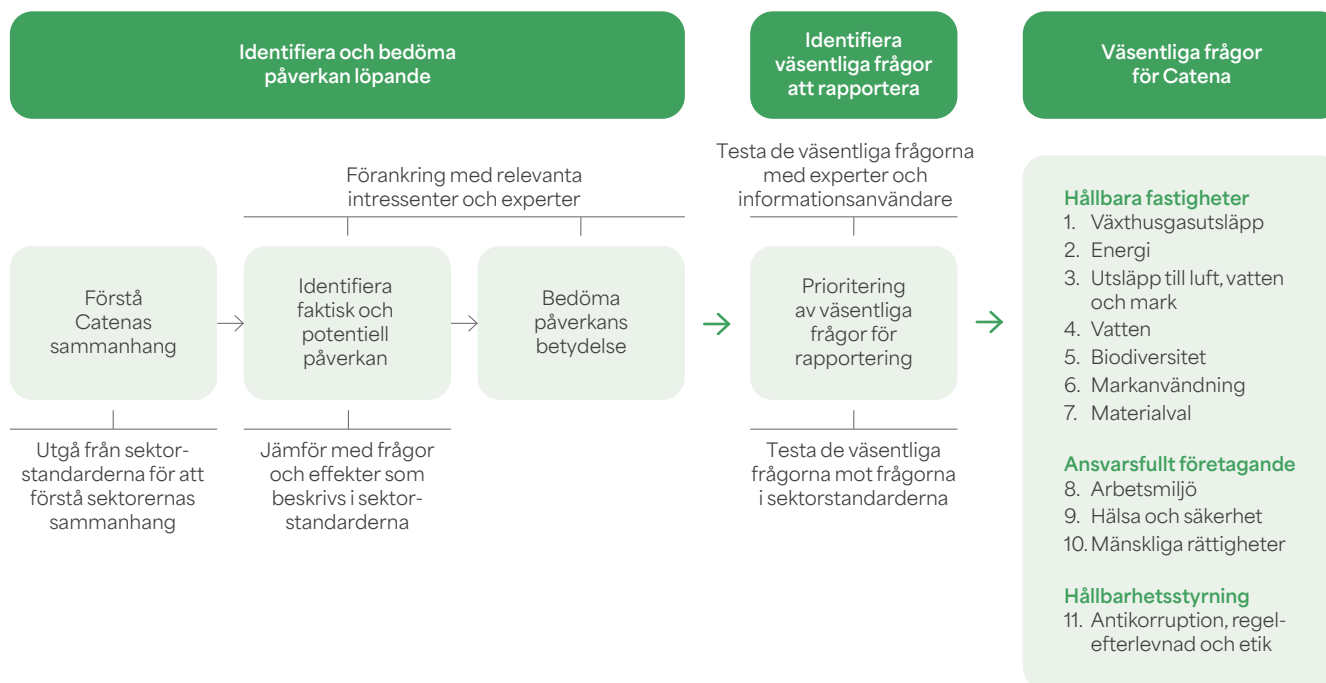 Identifiera och bedöma
påverkan löpande
Identifiera
väsentliga frågor
att rapportera
Väsentliga frågor
för Catena
Förankring med relevanta
intressenter och experter
Testa de väsentliga frågorna
med experter och
informationsanvändare
Förstå
Catenas
sammanhang
Identifiera
faktisk och
potentiell
påverkan
Bedöma
påverkans
betydelse
Prioritering
av väsentliga
frågor för
rapportering
Utgå från sektor-
standarderna för att
förstå sektorernas
sammanhang
Jämför med frågor
och effekter som
beskrivs i sektor-
standarderna
Testa de väsentliga
frågorna mot frågorna
i sektorstandarderna
Hållbara fastigheter
1. Växthusgasutsläpp
2. Energi
3. Utsläpp till luft, vatten
och mark
4. Vatten
5. Biodiversitet
6. Markanvändning
7. Materialval
Ansvarsfullt företagande
8. Arbetsmiljö
9. Hälsa och säkerhet
10. Mänskliga rättigheter
Hållbarhetsstyrning
11. Antikorruption, regel-
efterlevnad och etik